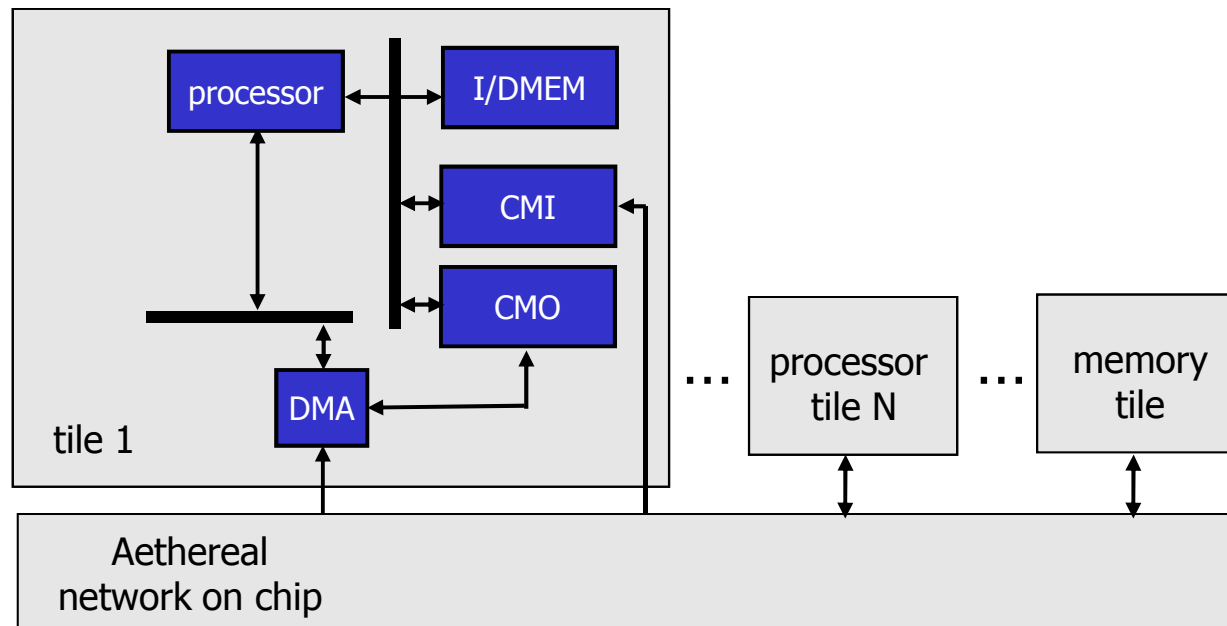 processor
I/DMEM
CMI
CMO
DMA
tile 1
...
processor
tile N
...
memory
tile
Aethereal
network on chip